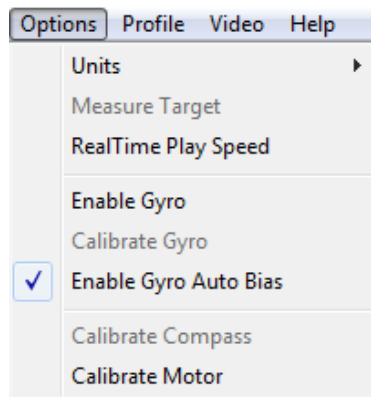 Options Profile Video Help
Units
Measure Target
RealTime Play Speed
Enable Gyro
Calibrate Gyro
Enable Gyro Auto Bias
Calibrate Compass
Calibrate Motor